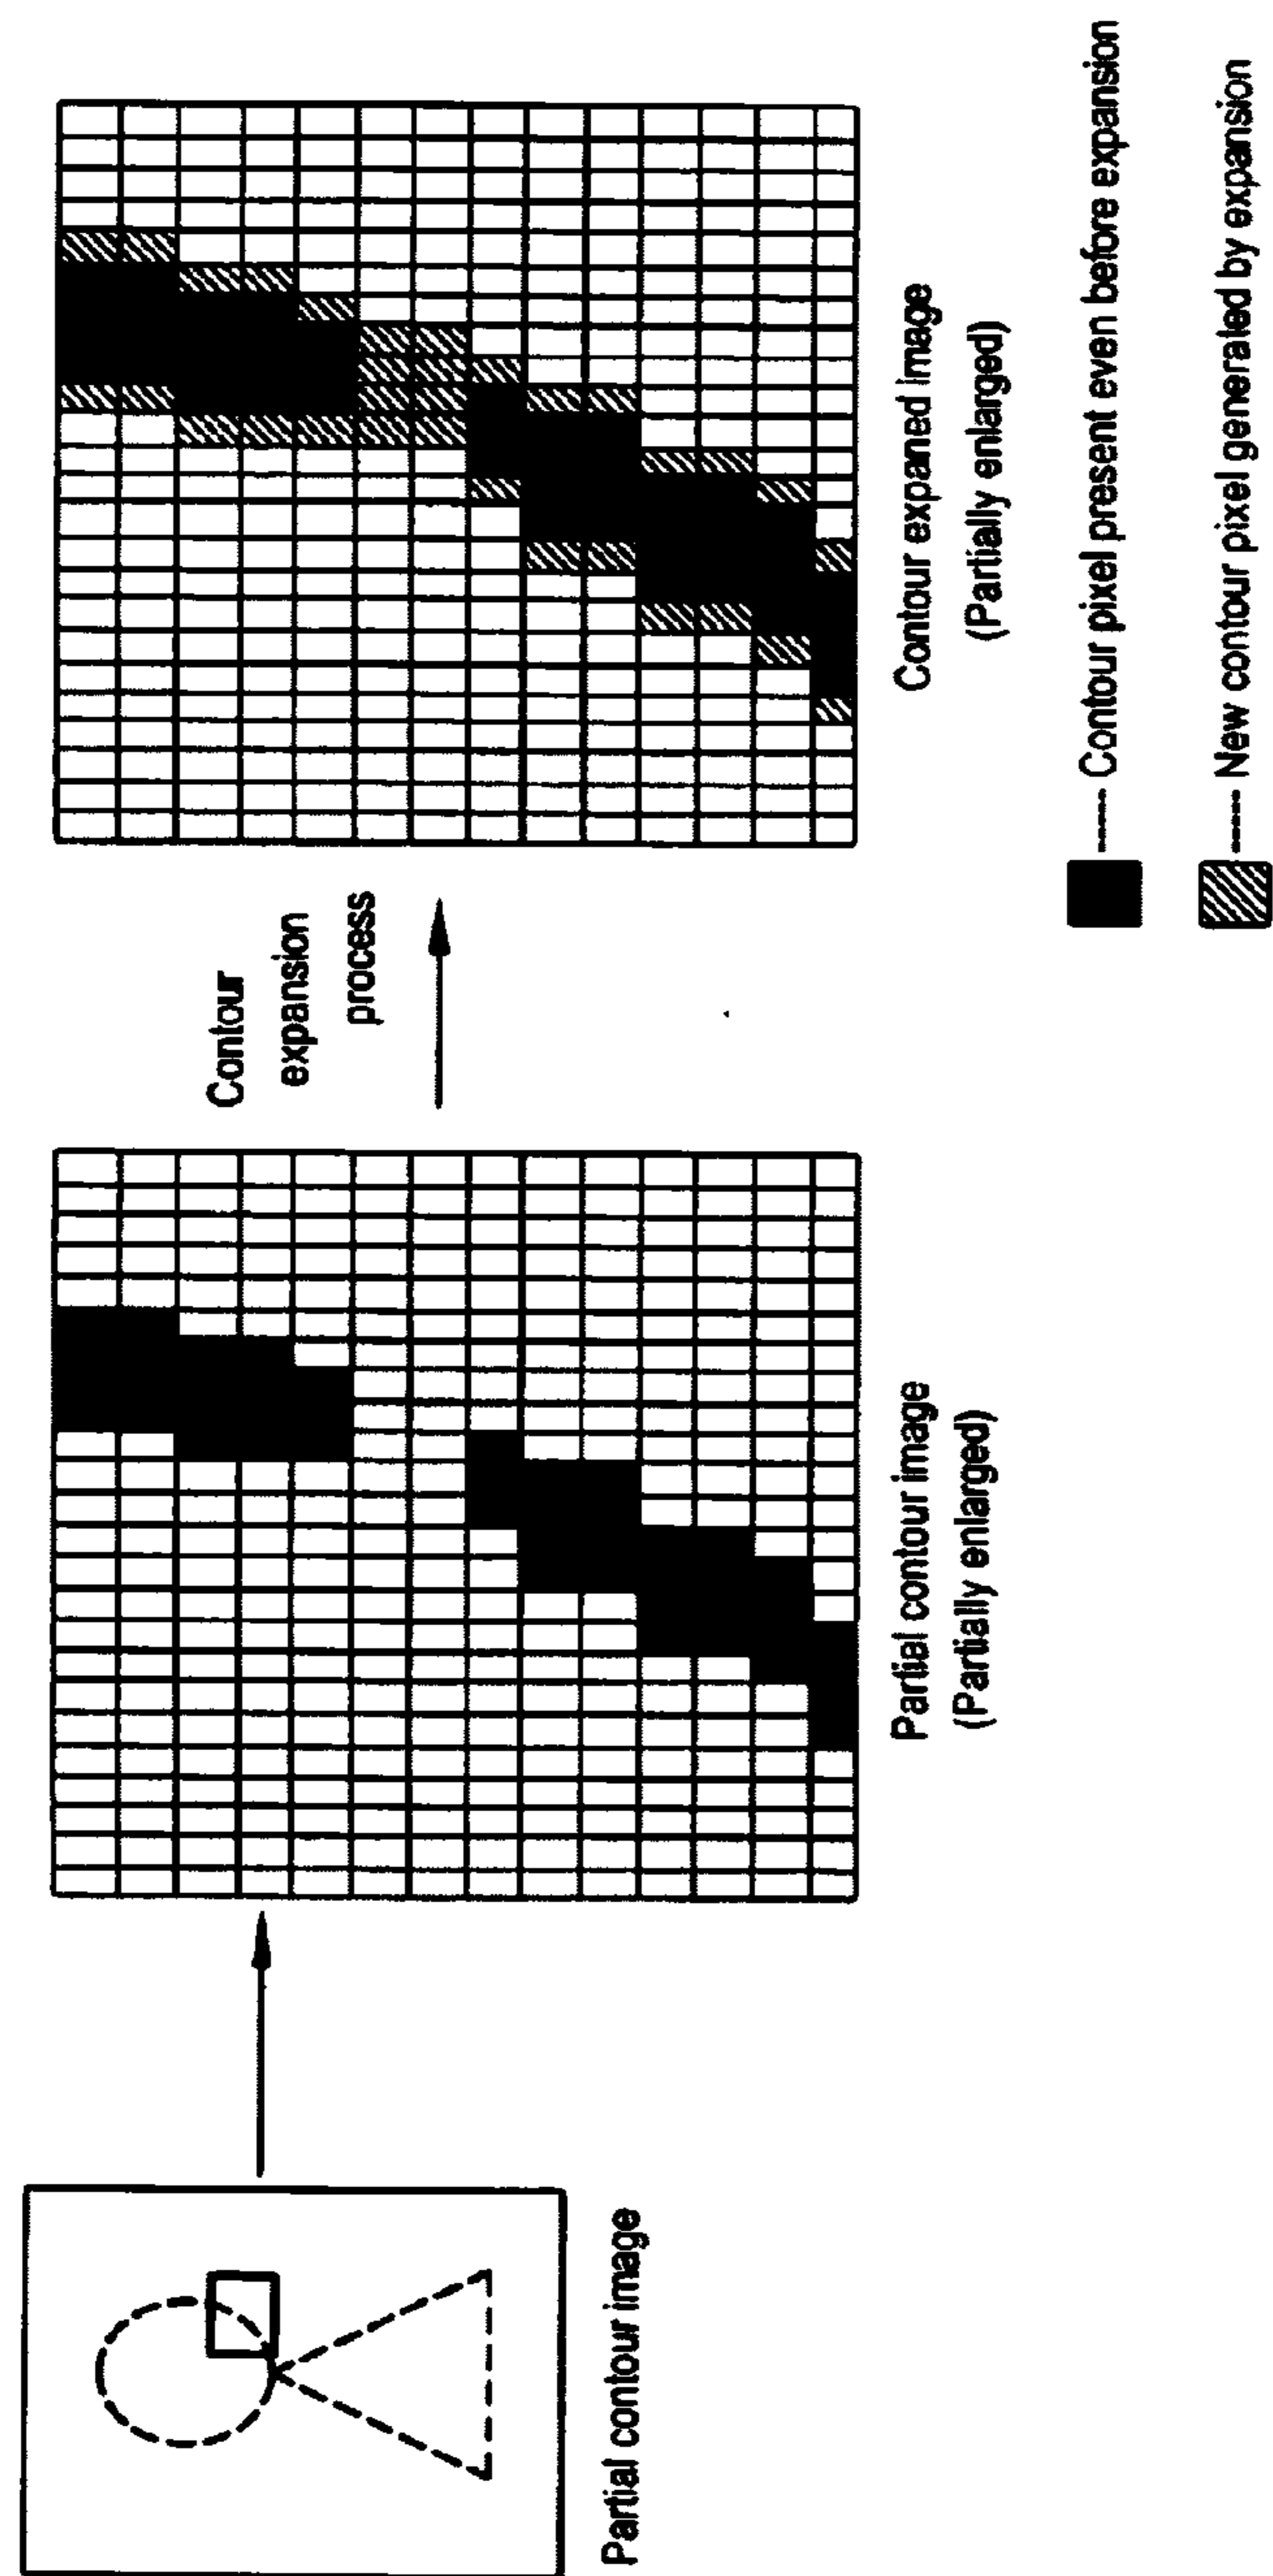 Partial contour image
Partial contour image
(Partially enlarged)
Contour
expansion
process
Contour expaned image
(Partially enlarged)
Contour pixel present even before expansion
New contour pixel generated by expansion